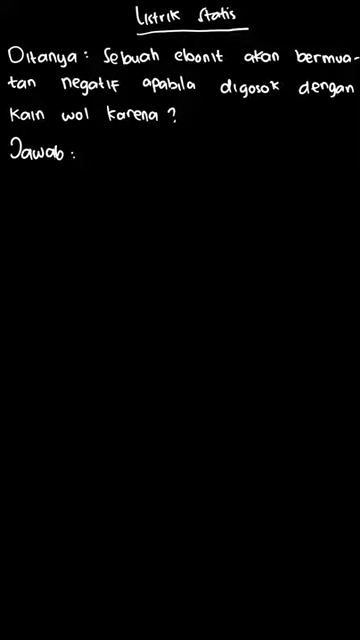 Listrik Statis
Ditanya : Sebuah ebonit akan bermua-
tan negatif apabila digosok dengan
kain wol karena ?
Jawab :